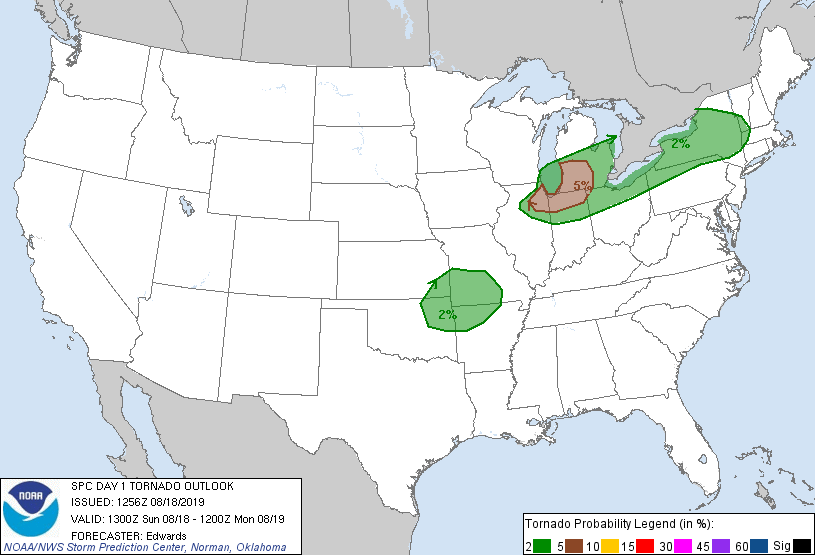 2%
5%
2%
NOAA
SPC DAY 1 TORNADO OUTLOOK
ISSUED: 1256Z 08/18/2019
VALID: 1300Z Sun 08/18 - 1200Z Mon 08/19
FORECASTER: Edwards
NOAA/NWS Storm Prediction Center, Norman, Oklahoma
Tornado Probability Legend (in %):
2 5 10 15 30 45 60 Sig